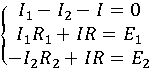 I₁ − I₂ − I = 0
I₁R₁ + IR = E₁
−I₂R₂ + IR = E₂